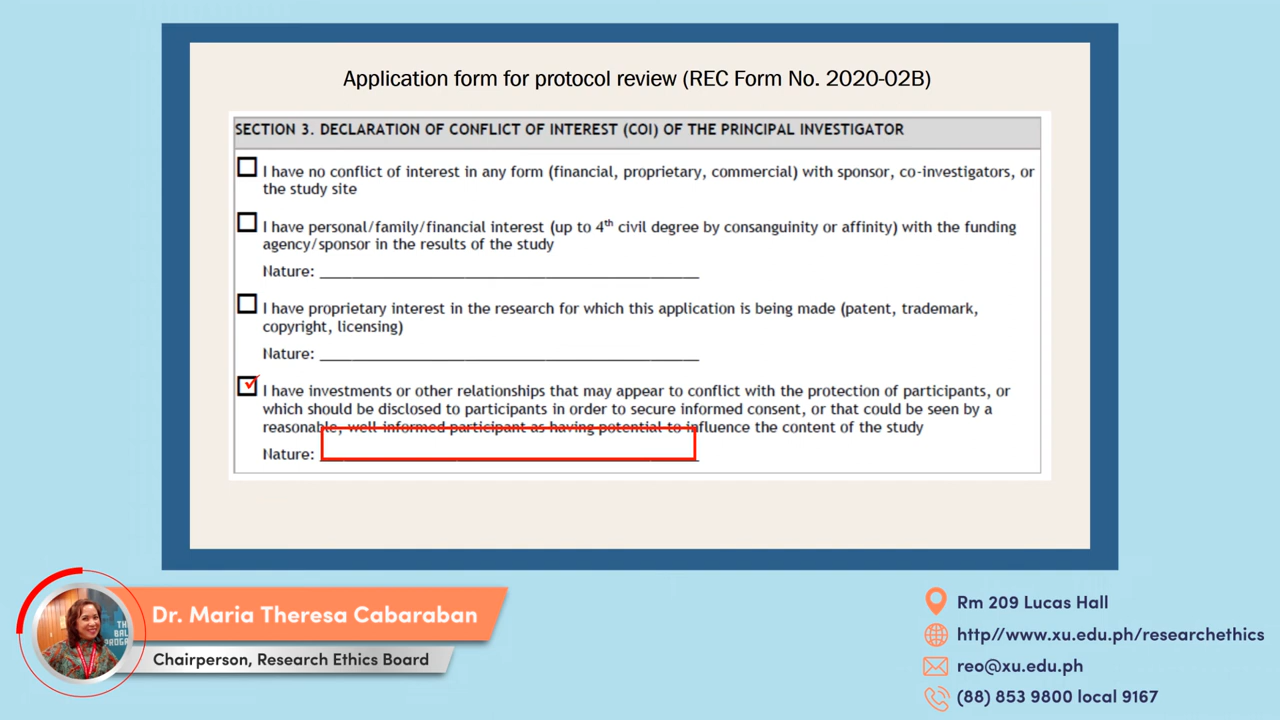 Application form for protocol review (REC Form No. 2020-02B)
SECTION 3. DECLARATION OF CONFLICT OF INTEREST (COI) OF THE PRINCIPAL INVESTIGATOR
I have no conflict of interest in any form (financial, proprietary, commercial) with sponsor, co-investigators, or
the study site
I have personal/family/financial interest (up to 4th civil degree by consanguinity or affinity) with the funding
agency/sponsor in the results of the study
Nature:
I have proprietary interest in the research for which this application is being made (patent, trademark,
copyright, licensing)
Nature:
I have investments or other relationships that may appear to conflict with the protection of participants, or
which should be disclosed to participants in order to secure informed consent, or that could be seen by a
reasonable, well-informed participant as having potential to influence the content of the study
Nature:
Dr. Maria Theresa Cabaraban
Chairperson, Research Ethics Board
Rm 209 Lucas Hall
http//www.xu.edu.ph/researchethics
reo@xu.edu.ph
(88) 853 9800 local 9167